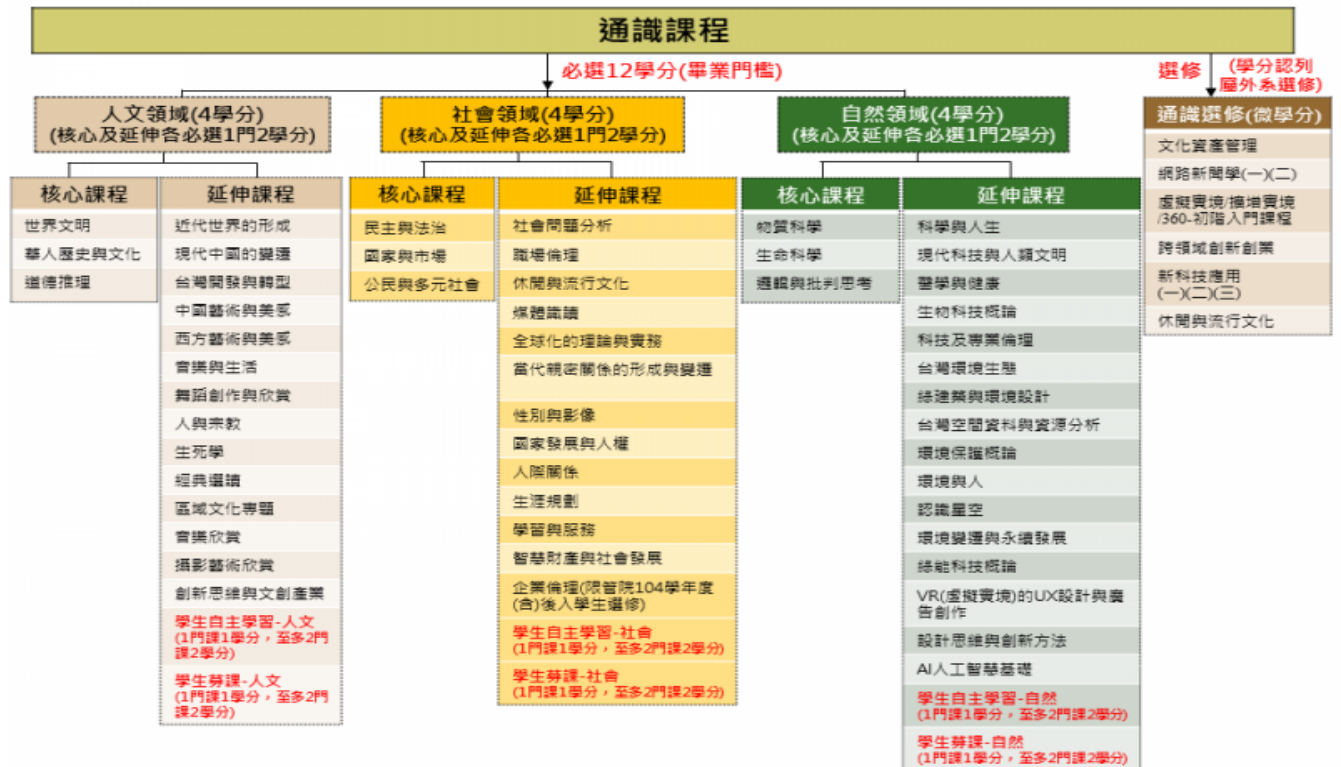 通識課程
必選12學分(畢業門檻)
選修
(學分認列
屬外系選修)
人文領域(4學分)
(核心及延伸各必選1門2學分)
核心課程
世界文明
華人歷史與文化
道德推理
延伸課程
近代世界的形成
現代中國的變遷
台灣開發與轉型
中國藝術與美感
西方藝術與美感
音樂與生活
舞蹈創作與欣賞
人與宗教
生死學
經典選讀
區域文化專題
音樂欣賞
攝影藝術欣賞
創新思維與文創產業
學生自主學習-人文
(1門課1學分，至多2門
課2學分)
學生募課-人文
(1門課1學分，至多2門
課2學分)
社會領域(4學分)
(核心及延伸各必選1門2學分)
核心課程
民主與法治
國家與市場
公民與多元社會
延伸課程
社會問題分析
職場倫理
休閒與流行文化
媒體識讀
全球化的理論與實務
當代親密關係的形成與變遷
性別與影像
國家發展與人權
人際關係
生涯規劃
學習與服務
智慧財產與社會發展
企業倫理(限管院104學年度
(含)後入學生選修)
學生自主學習-社會
(1門課1學分，至多2門課2學分)
學生募課-社會
(1門課1學分，至多2門課2學分)
自然領域(4學分)
(核心及延伸各必選1門2學分)
核心課程
物質科學
生命科學
邏輯與批判思考
延伸課程
科學與人生
現代科技與人類文明
醫學與健康
生物科技概論
科技及專業倫理
台灣環境生態
綠建築與環境設計
台灣空間資料與資源分析
環境保護概論
環境與人
認識星空
環境變遷與永續發展
綠能科技概論
VR(虛擬實境)的UX設計與廣
告創作
設計思維與創新方法
AI人工智慧基礎
學生自主學習-自然
(1門課1學分，至多2門課2學分)
學生募課-自然
(1門課1學分，至多2門課2學分)
通識選修(微學分)
文化資產管理
網路新聞學(一)(二)
虛擬實境/擴增實境
/360-初階入門課程
跨領域創新創業
新科技應用
(一)(二)(三)
休閒與流行文化